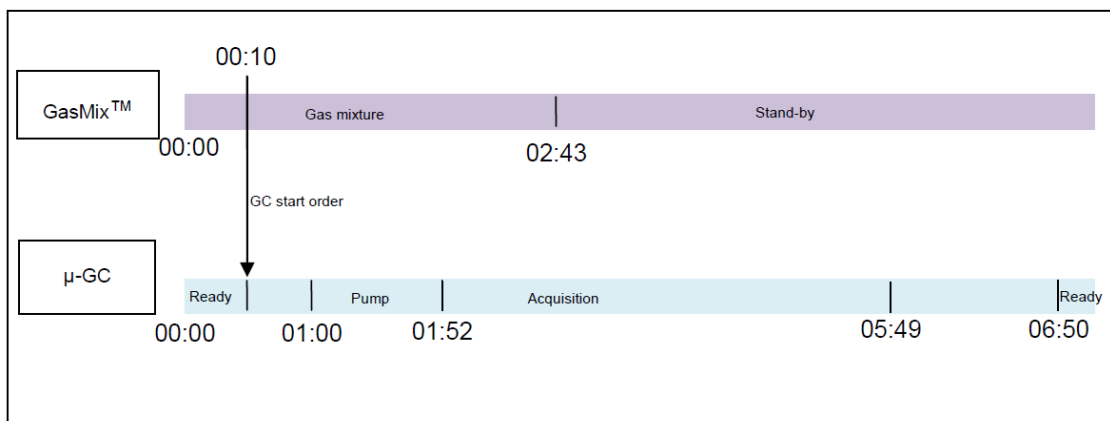 00:10
GasMix™
Gas mixture
Stand-by
00:00
02:43
GC start order
µ-GC
Ready
Pump
Acquisition
Ready
00:00
01:00
01:52
05:49
06:50